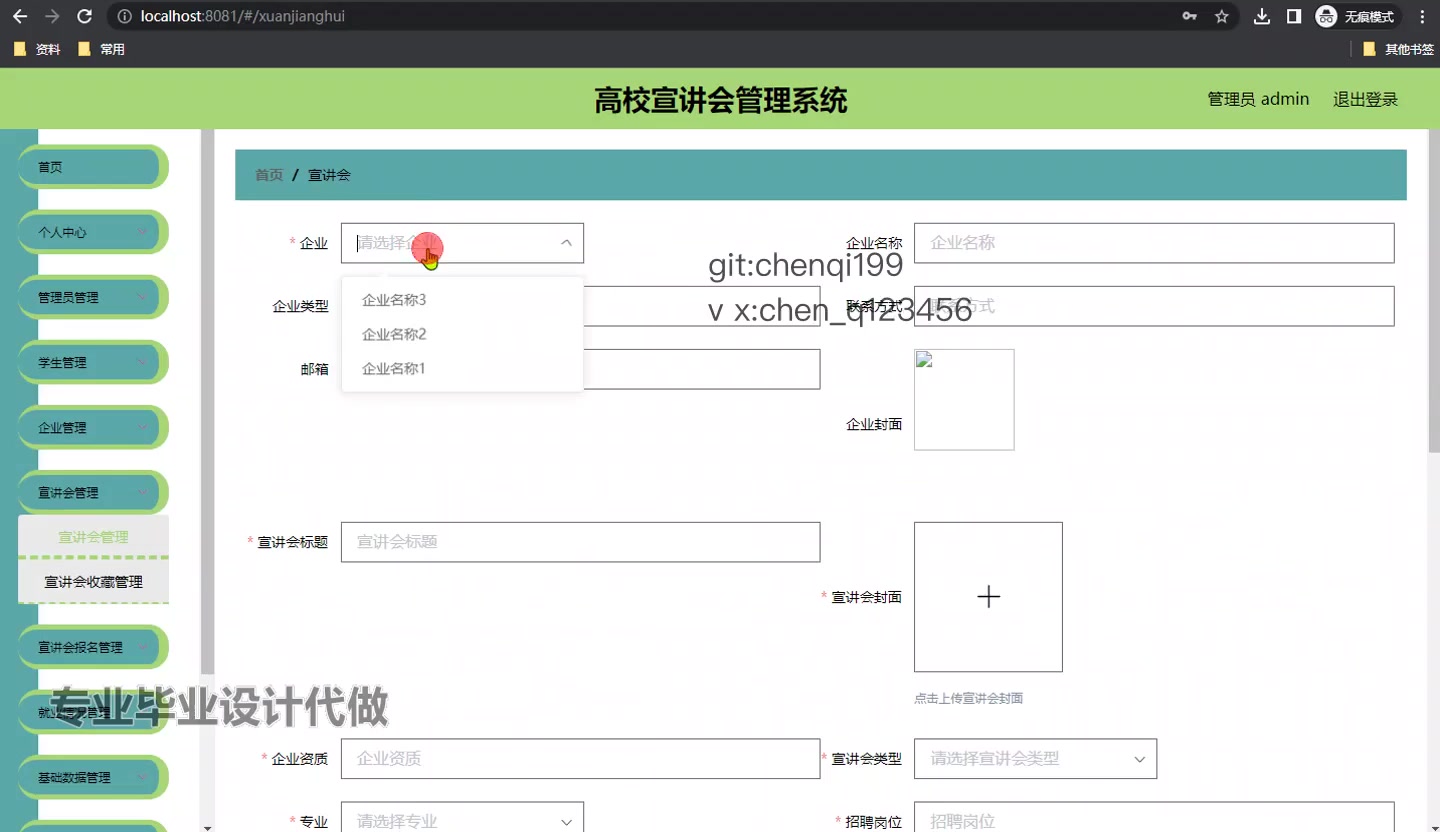 localhost:8081/#/xuanjianghui
无痕模式
资料
常用
其他书签
高校宣讲会管理系统
管理员 admin
退出登录
首页
个人中心
管理员管理
学生管理
企业管理
宣讲会管理
宣讲会管理
宣讲会收藏管理
宣讲会报名管理
就业情况管理
基础数据管理
专业毕业设计代做
首页 / 宣讲会
* 企业
请选择企业
企业名称
企业名称
git:chenqi199
企业名称3
企业名称2
企业名称1
企业类型
联系方式
联系方式
v x:chen_q123456
邮箱
企业封面
* 宣讲会标题
宣讲会标题
* 宣讲会封面
点击上传宣讲会封面
* 企业资质
企业资质
* 宣讲会类型
请选择宣讲会类型
* 专业
请选择专业
* 招聘岗位
招聘岗位